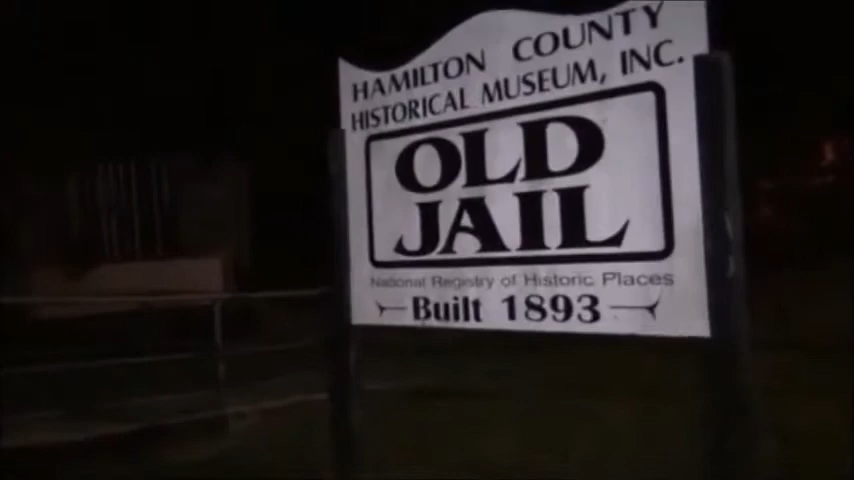 HAMILTON COUNTY
HISTORICAL MUSEUM, INC.
OLD
JAIL
National Registry of Historic Places
Built 1893